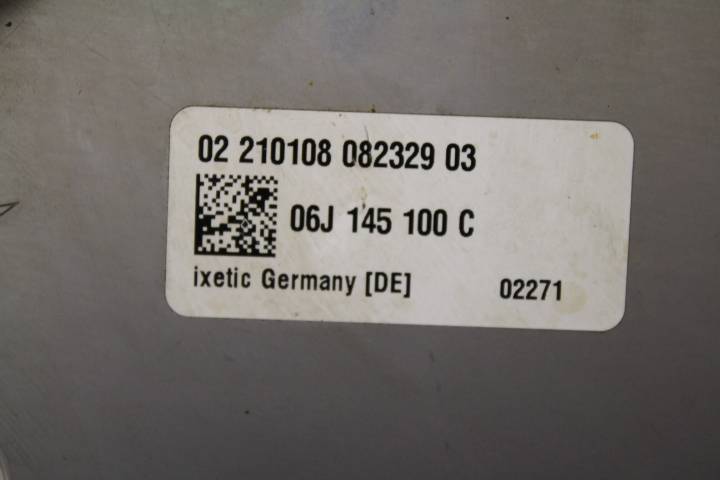 02 210108 082329 03
06J 145 100 C
ixetic Germany [DE] 02271